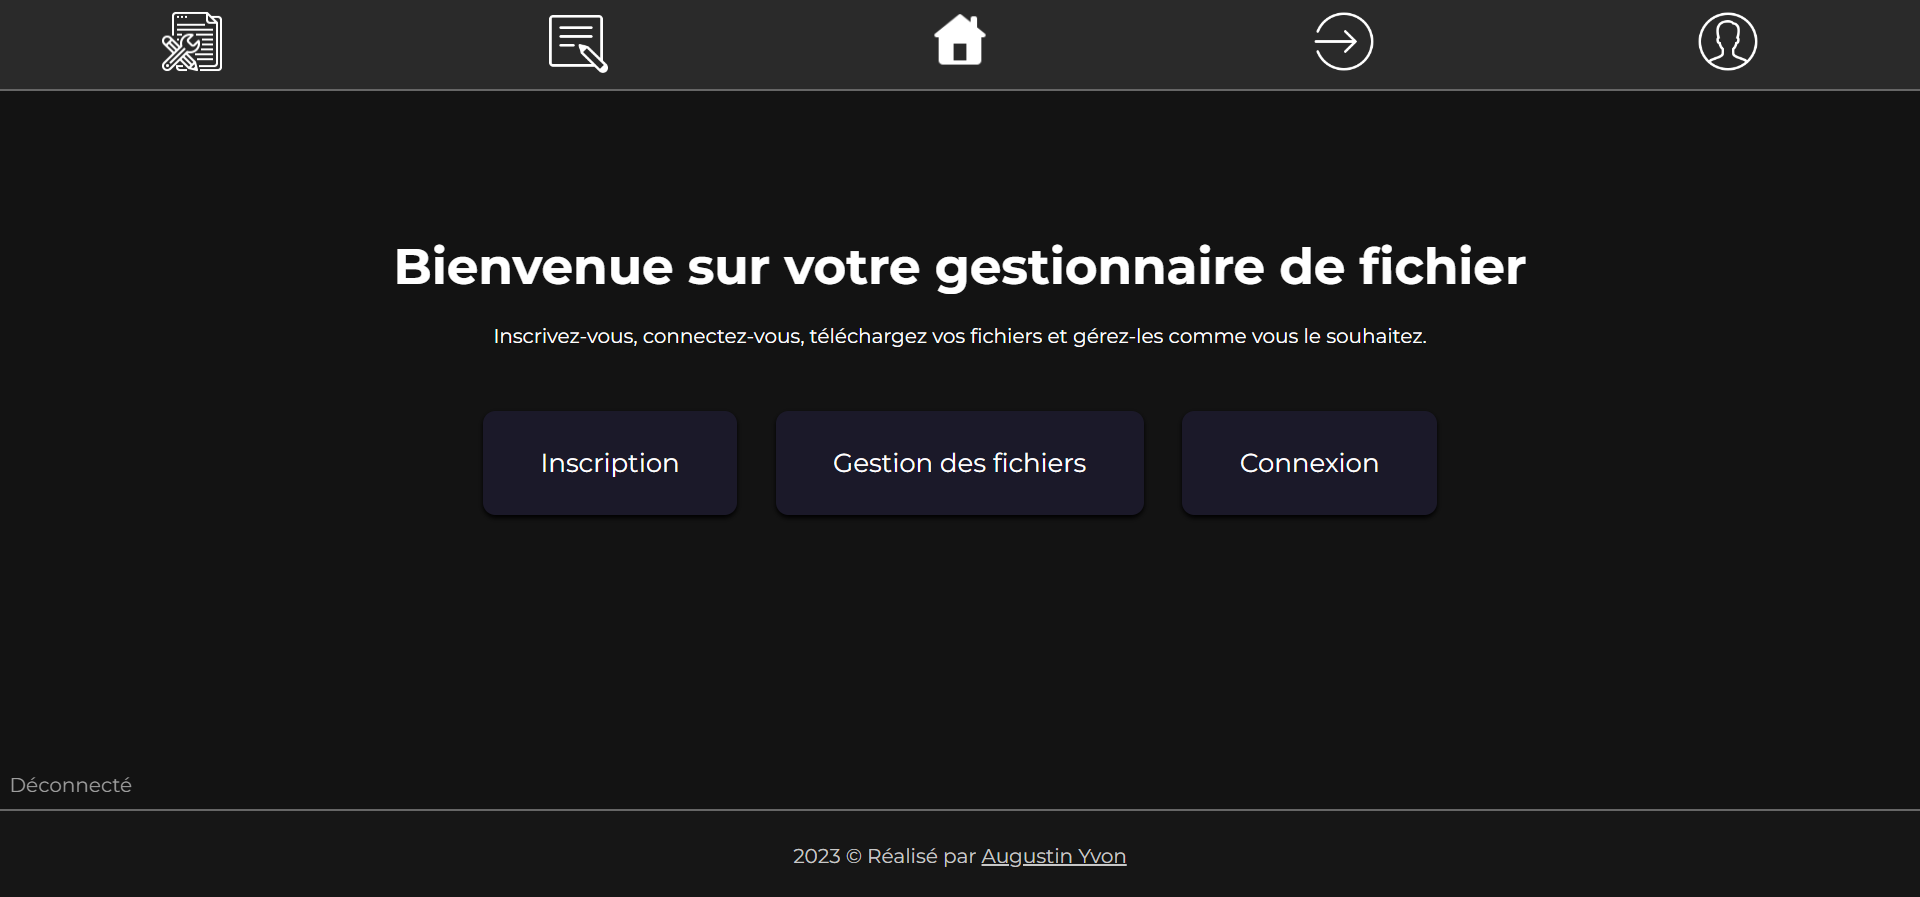 Bienvenue sur votre gestionnaire de fichier
Inscrivez-vous, connectez-vous, téléchargez vos fichiers et gérez-les comme vous le souhaitez.
Inscription
Gestion des fichiers
Connexion
Déconnecté
2023 © Réalisé par Augustin Yvon